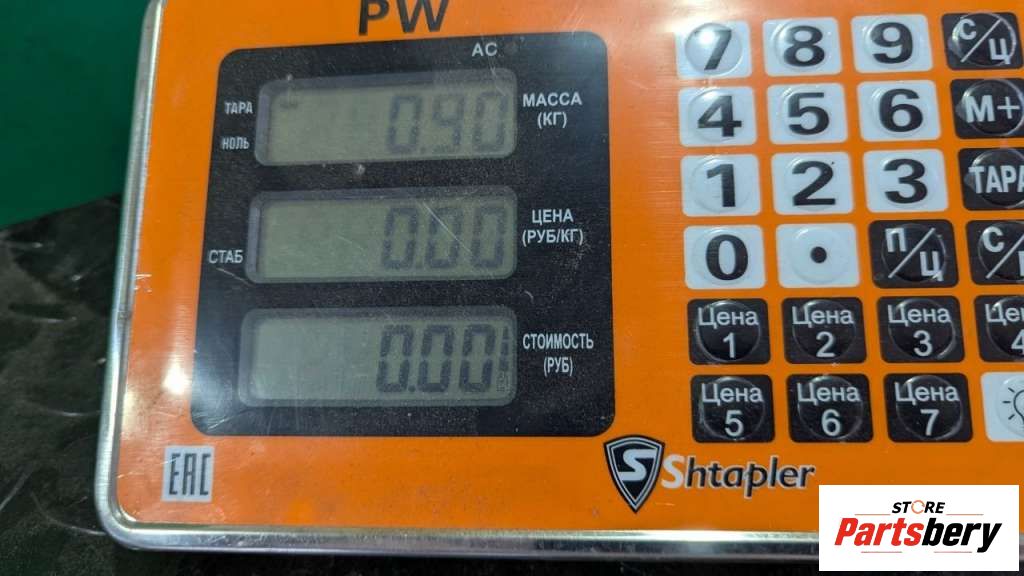 PW
AC
ТАРА
НОЛЬ
0.90
МАССА
(КГ)
СТАБ
0.00
ЦЕНА
(РУБ/КГ)
0.00
СТОИМОСТЬ
(РУБ)
7 8 9 С/Ц
4 5 6 М+
1 2 3 ТАРА
0 . П/Ц С/
Цена 1 Цена 2 Цена 3 Цен 4
Цена 5 Цена 6 Цена 7
EAC
S Shtapler
STORE
Partsbery